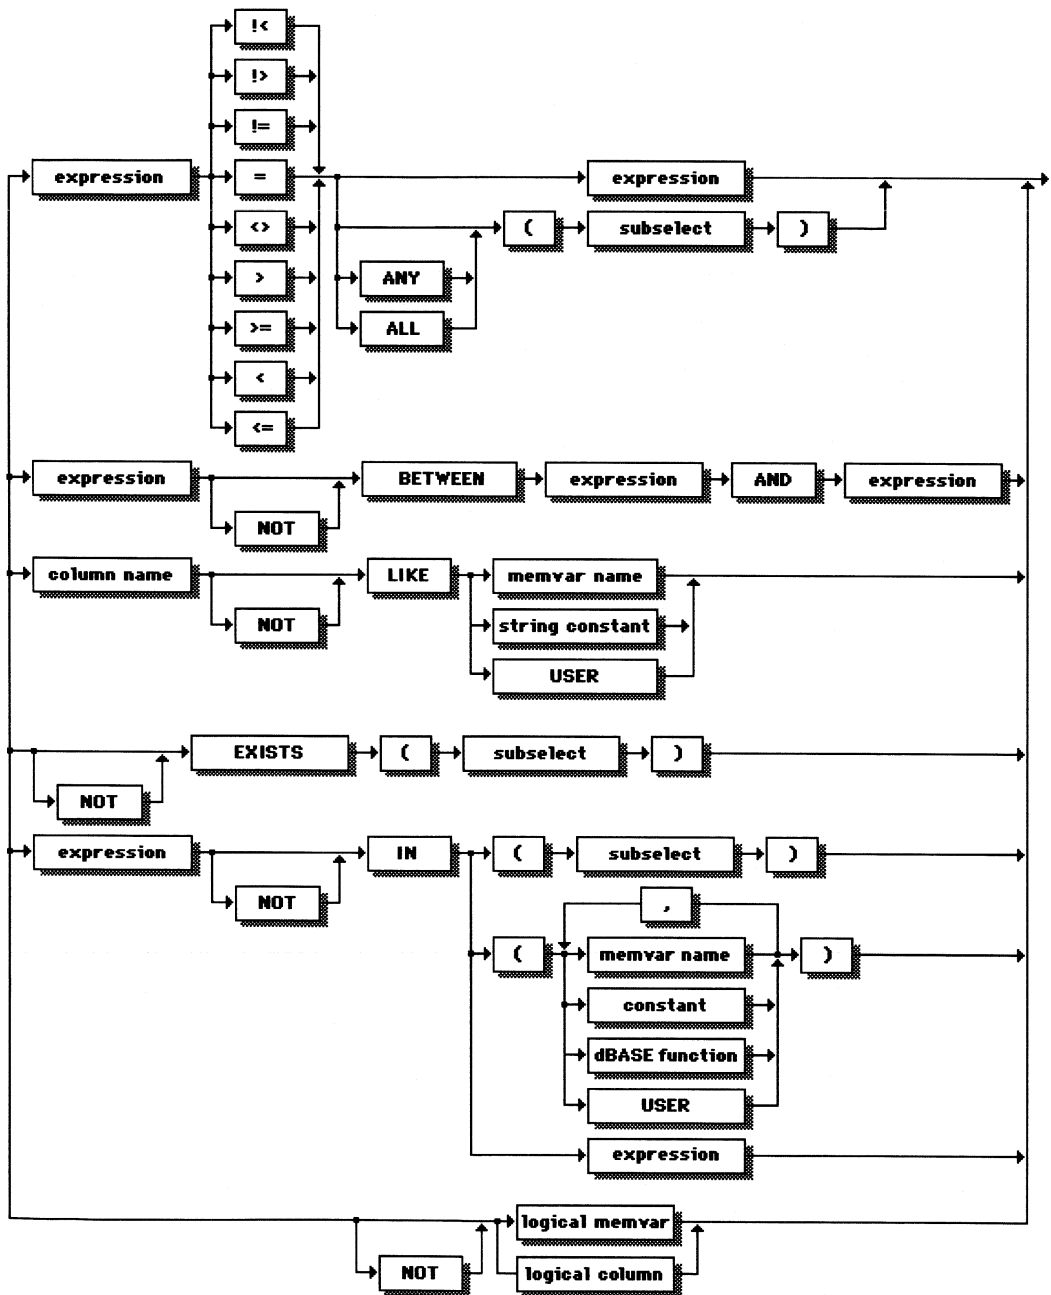 !<
!>
!=
expression = expression
<> ( subselect )
> ANY
>= ALL
<
<=
expression BETWEEN expression AND expression
NOT
column name LIKE memvar name
NOT string constant
USER
EXISTS ( subselect )
NOT
expression IN ( subselect )
NOT ,
( memvar name )
constant
dBASE function
USER
expression
logical memvar
NOT logical column